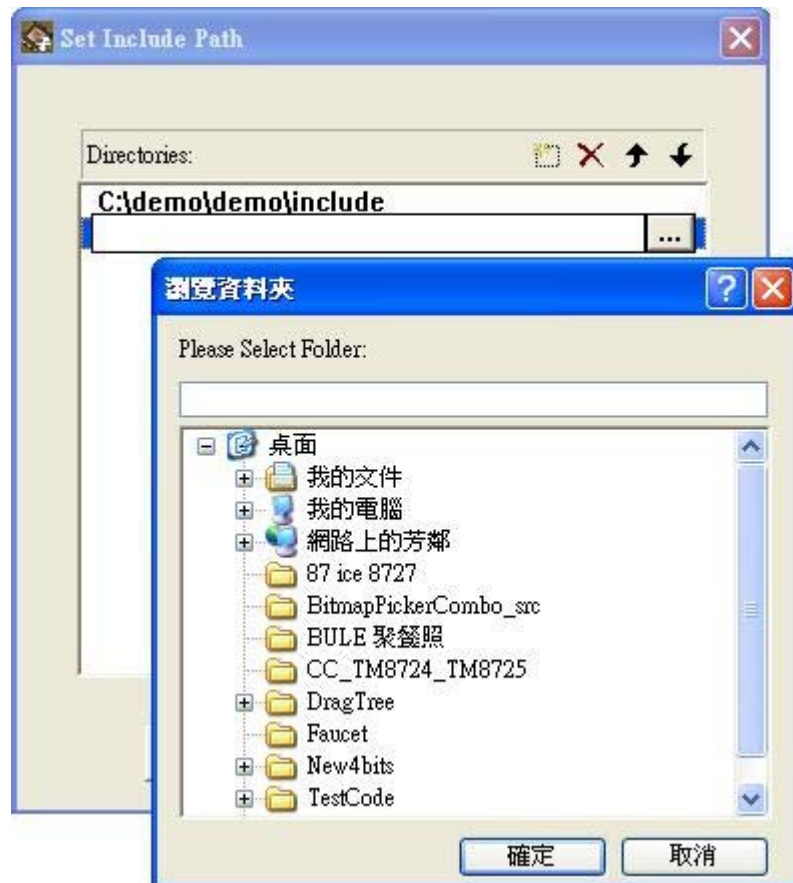 Set Include Path
Directories:
C:\demo\demo\include
...
瀏覽資料夾
Please Select Folder:
桌面
我的文件
我的電腦
網路上的芳鄰
87 ice 8727
BitmapPickerCombo_src
BULE 聚餐照
CC_TM8724_TM8725
DragTree
Faucet
New4bits
TestCode
確定
取消